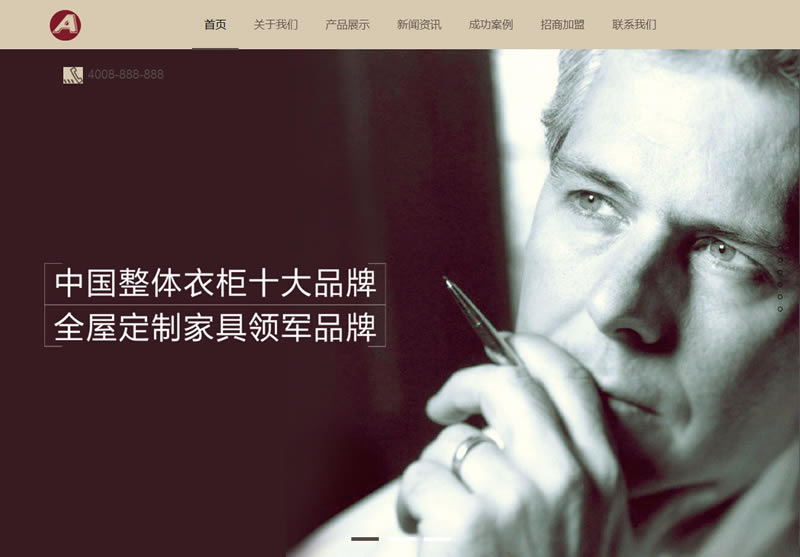 A
首页 关于我们 产品展示 新闻资讯 成功案例 招商加盟 联系我们
4008-888-888
中国整体衣柜十大品牌
全屋定制家具领军品牌